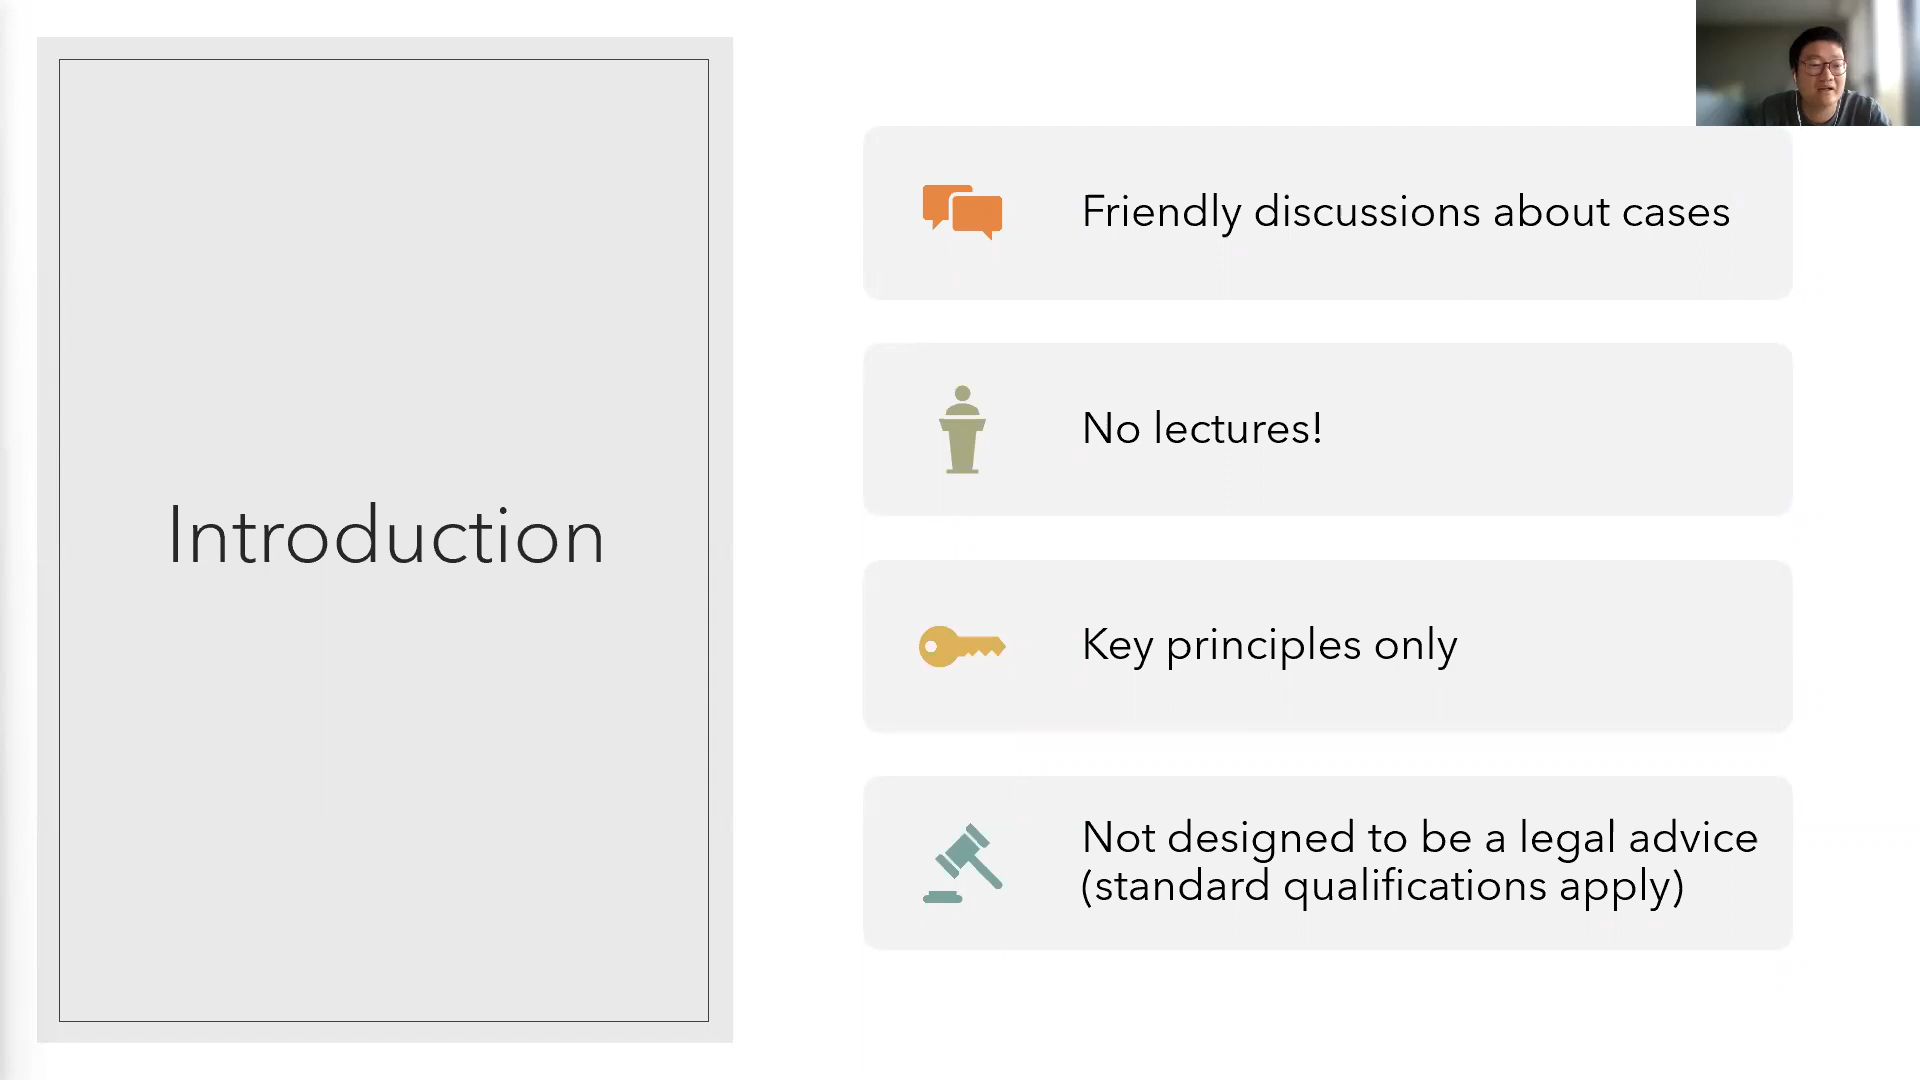 Introduction
Friendly discussions about cases
No lectures!
Key principles only
Not designed to be a legal advice
(standard qualifications apply)